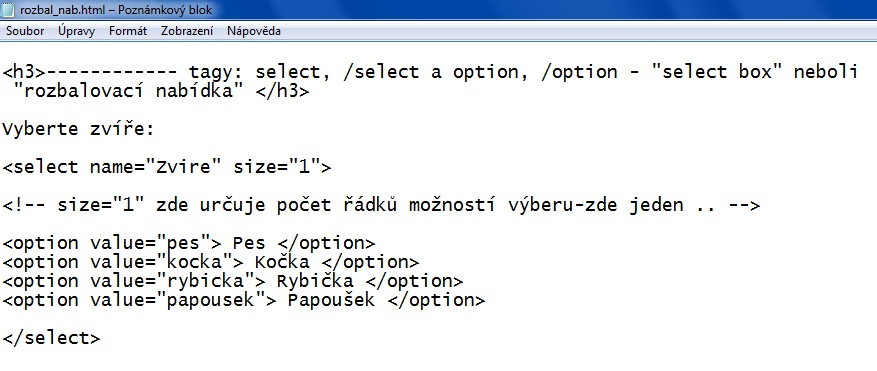 rozbal_nab.html – Poznámkový blok
Soubor Úpravy Formát Zobrazení Nápověda
<h3>------------ tagy: select, /select a option, /option - "select box" neboli
"rozbalovací nabídka" </h3>
Vyberte zvíře:
<select name="Zvire" size="1">
<!-- size="1" zde určuje počet řádků možností výberu-zde jeden .. -->
<option value="pes"> Pes </option>
<option value="kocka"> Kočka </option>
<option value="rybicka"> Rybička </option>
<option value="papousek"> Papoušek </option>
</select>